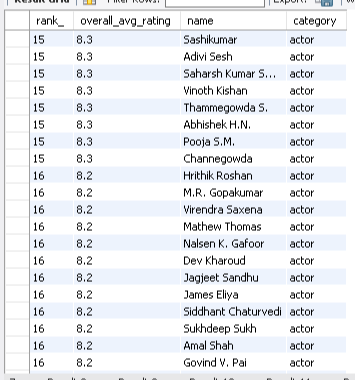 Result Grid Filter Rows: Export:
rank_ overall_avg_rating name category
15 8.3 Sashikumar actor
15 8.3 Adivi Sesh actor
15 8.3 Saharsh Kumar S... actor
15 8.3 Vinoth Kishan actor
15 8.3 Thammegowda S. actor
15 8.3 Abhishek H.N. actor
15 8.3 Pooja S.M. actor
15 8.3 Channegowda actor
16 8.2 Hrithik Roshan actor
16 8.2 M.R. Gopakumar actor
16 8.2 Virendra Saxena actor
16 8.2 Mathew Thomas actor
16 8.2 Nalsen K. Gafoor actor
16 8.2 Dev Kharoud actor
16 8.2 Jagjeet Sandhu actor
16 8.2 James Eliya actor
16 8.2 Siddhant Chaturvedi actor
16 8.2 Sukhdeep Sukh actor
16 8.2 Amal Shah actor
16 8.2 Govind V. Pai actor